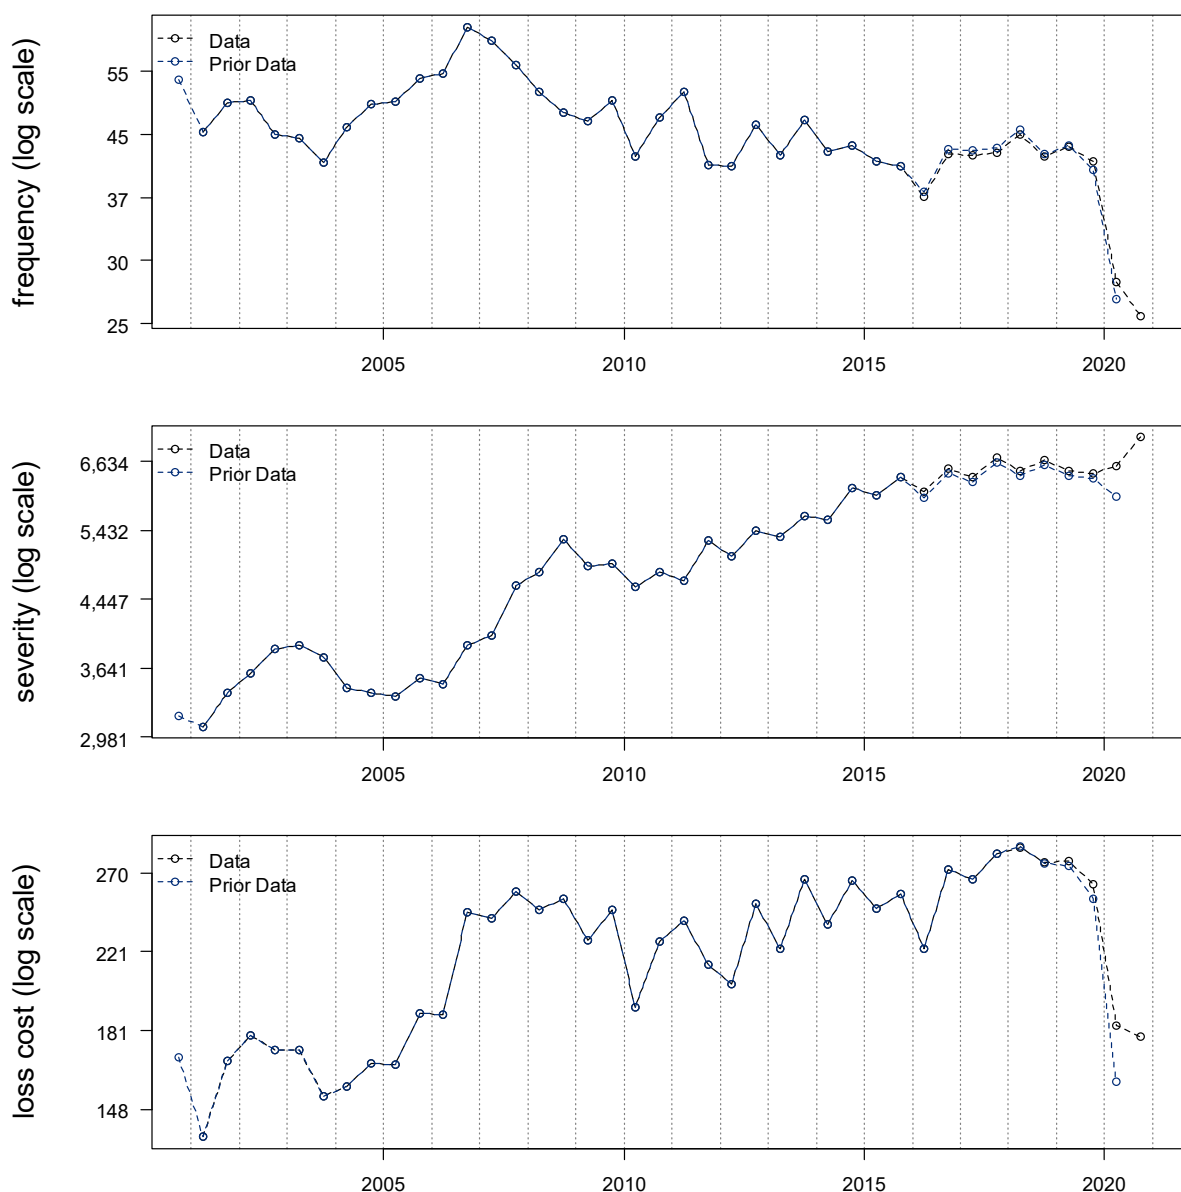 frequency (log scale)
Data
Prior Data
55
45
37
30
25
2005
2010
2015
2020
severity (log scale)
Data
Prior Data
6,634
5,432
4,447
3,641
2,981
2005
2010
2015
2020
loss cost (log scale)
Data
Prior Data
270
221
181
148
2005
2010
2015
2020